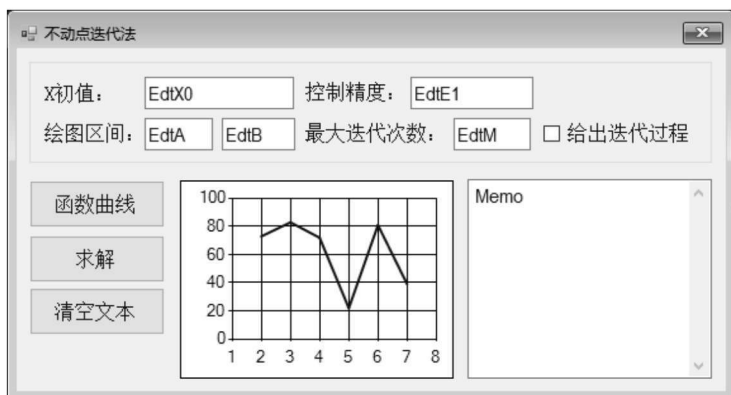 不动点迭代法
X初值： EdtX0 控制精度： EdtE1
绘图区间： EdtA EdtB 最大迭代次数： EdtM 给出迭代过程
函数曲线
求解
清空文本
100
80
60
40
20
0
1 2 3 4 5 6 7 8
Memo